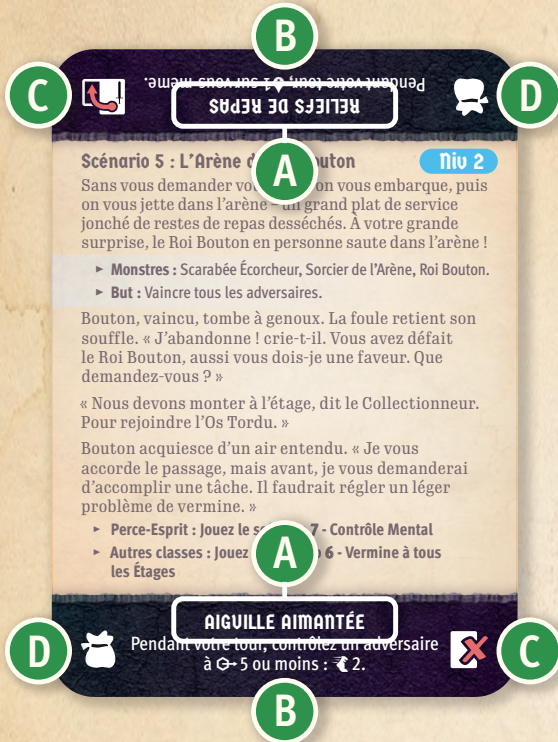 B
Pendant votre tour, 1 sur vous-même.
C
D
RELIEFS DE REPAS
A
Scénario 5 : L'Arène d outon
Niv 2
Sans vous demander on vous embarque, puis
on vous jette dans l'arène – un grand plat de service
jonché de restes de repas desséchés. À votre grande
surprise, le Roi Bouton en personne saute dans l'arène !
► Monstres : Scarabée Écorcheur, Sorcier de l'Arène, Roi Bouton.
► But : Vaincre tous les adversaires.
Bouton, vaincu, tombe à genoux. La foule retient son
souffle. « J'abandonne ! crie-t-il. Vous avez défait
le Roi Bouton, aussi vous dois-je une faveur. Que
demandez-vous ? »
« Nous devons monter à l'étage, dit le Collectionneur.
Pour rejoindre l'Os Tordu. »
Bouton acquiesce d'un air entendu. « Je vous
accorde le passage, mais avant, je vous demanderai
d'accomplir une tâche. Il faudrait régler un léger
problème de vermine. »
► Perce-Esprit : Jouez le 7 - Contrôle Mental
► Autres classes : Jouez 6 - Vermine à tous
les Étages
A
AIGUILLE AIMANTÉE
D
Pendant votre tour, contrôlez un adversaire
à 5 ou moins : 2.
C
B